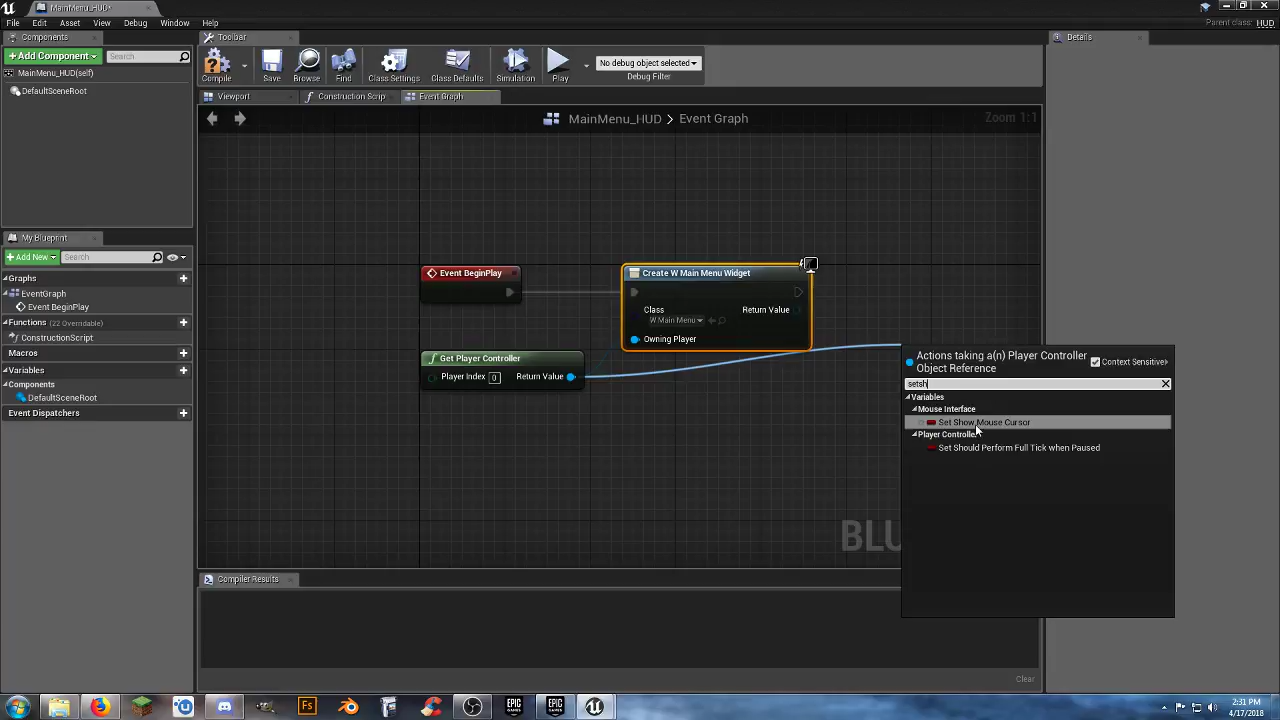 MainMenu_HUD*
File Edit Asset View Debug Window Help
Parent class: HUD
Components
+Add Component
Search
MainMenu_HUD(self)
DefaultSceneRoot
My Blueprint
+Add New
Search
Graphs
EventGraph
Event BeginPlay
Functions (22 Overridable)
ConstructionScript
Macros
Variables
Components
DefaultSceneRoot
Event Dispatchers
Toolbar
Compile
Save
Browse
Find
Class Settings
Class Defaults
Simulation
Play
No debug object selected
Debug Filter
Viewport
Construction Scrip
Event Graph
MainMenu_HUD > Event Graph
Zoom 1:1
Event BeginPlay
Create W Main Menu Widget
Class
W Main Menu
Return Value
Owning Player
Get Player Controller
Player Index 0
Return Value
Actions taking a(n) Player Controller
Object Reference
Context Sensitive
setsh
Variables
Mouse Interface
Set Show Mouse Cursor
Player Controller
Set Should Perform Full Tick when Paused
BLU
Compiler Results
Clear
Details
Fs
EPIC
GAMES
EPIC
GAMES
2:31 PM
4/17/2018